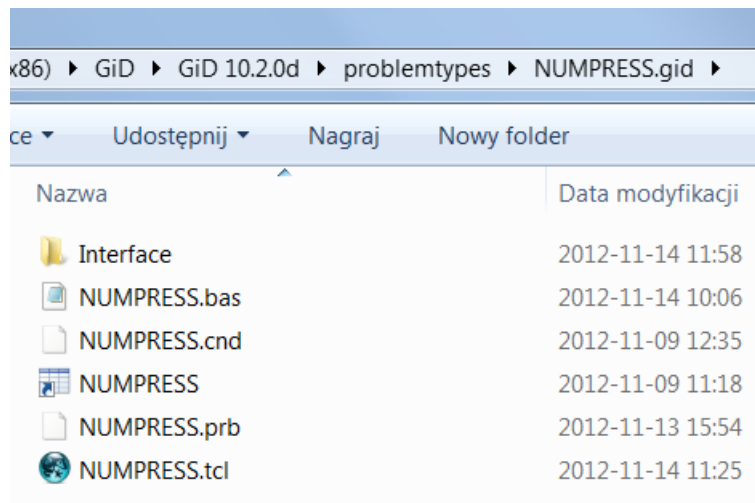 x86) ▸ GiD ▸ GiD 10.2.0d ▸ problemtypes ▸ NUMPRESS.gid ▸
ce ▾ Udostępnij ▾ Nagraj Nowy folder
Nazwa Data modyfikacji
Interface 2012-11-14 11:58
NUMPRESS.bas 2012-11-14 10:06
NUMPRESS.cnd 2012-11-09 12:35
NUMPRESS 2012-11-09 11:18
NUMPRESS.prb 2012-11-13 15:54
NUMPRESS.tcl 2012-11-14 11:25